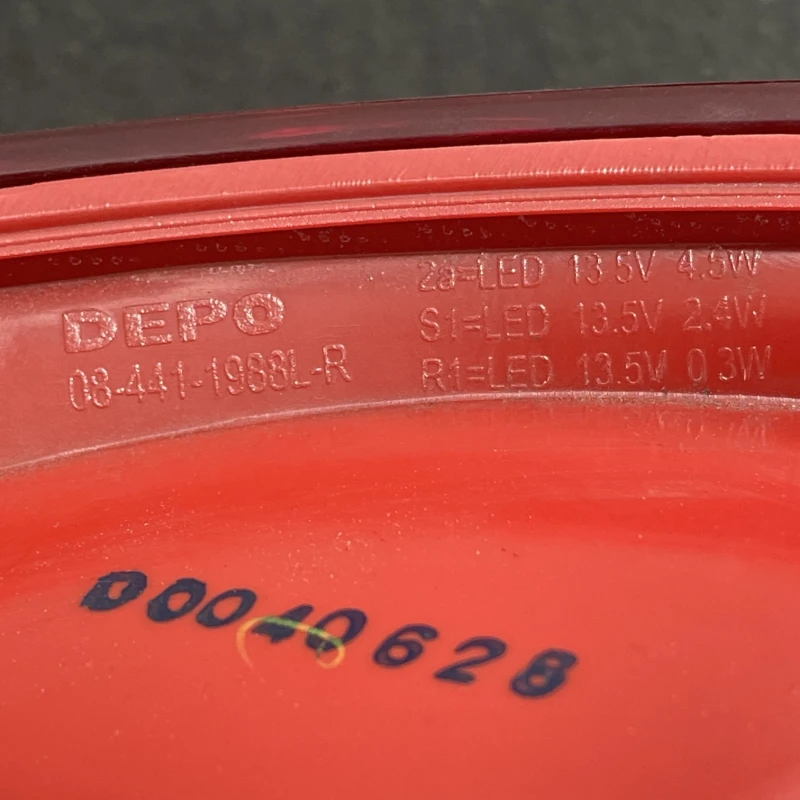 DEPO
08-441-1988L-R
2a=LED 13.5V 4.5W
S1=LED 13.5V 2.4W
R1=LED 13.5V 0.3W
D0040628